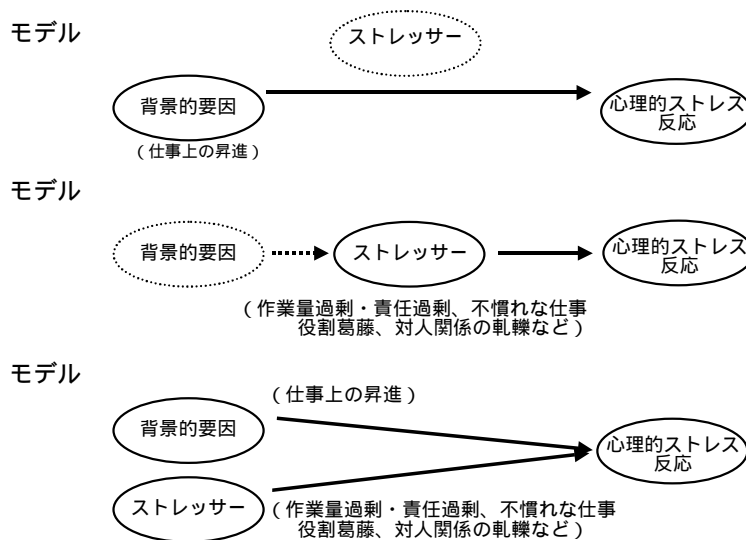 モデル
ストレッサー
背景的要因
心理的ストレス
反応
(仕事上の昇進)
モデル
背景的要因
ストレッサー
心理的ストレス
反応
(作業量過剰・責任過剰、不慣れな仕事
役割葛藤、対人関係の軋轢など)
モデル
(仕事上の昇進)
背景的要因
心理的ストレス
反応
ストレッサー
(作業量過剰・責任過剰、不慣れな仕事
役割葛藤、対人関係の軋轢など)